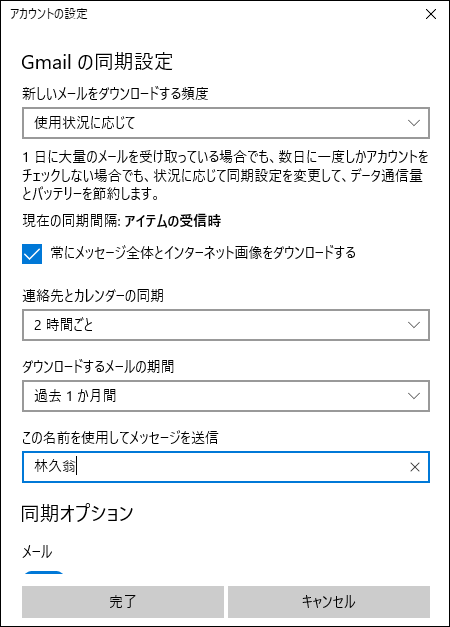 アカウントの設定
Gmail の同期設定
新しいメールをダウンロードする頻度
使用状況に応じて
1 日に大量のメールを受け取っている場合でも、数日に一度しかアカウントを
チェックしない場合でも、状況に応じて同期設定を変更して、データ通信量
とバッテリーを節約します。
現在の同期間隔: アイテムの受信時
常にメッセージ全体とインターネット画像をダウンロードする
連絡先とカレンダーの同期
2 時間ごと
ダウンロードするメールの期間
過去 1 か月間
この名前を使用してメッセージを送信
林久翁
同期オプション
メール
完了
キャンセル